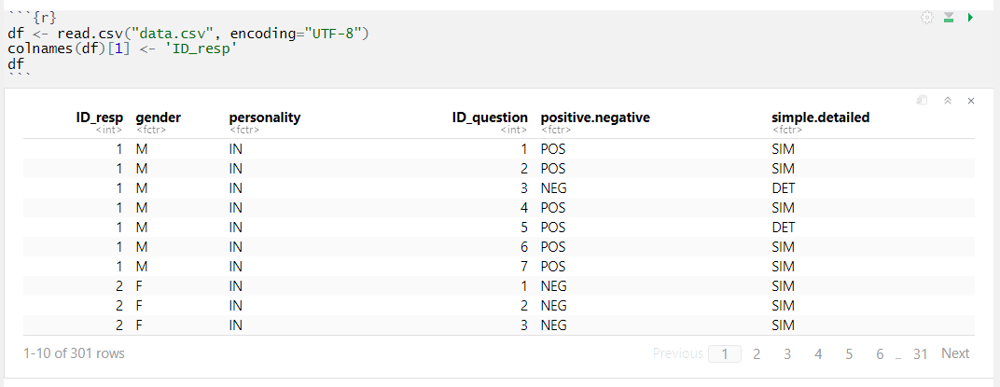 ```{r}
df <- read.csv("data.csv", encoding="UTF-8")
colnames(df)[1] <- 'ID_resp'
df
```
ID_resp gender personality ID_question positive.negative simple.detailed
<int> <fctr> <fctr> <int> <fctr> <fctr>
1 M IN 1 POS SIM
1 M IN 2 POS SIM
1 M IN 3 NEG DET
1 M IN 4 POS SIM
1 M IN 5 POS DET
1 M IN 6 POS SIM
1 M IN 7 POS SIM
2 F IN 1 NEG SIM
2 F IN 2 NEG SIM
2 F IN 3 NEG SIM
1-10 of 301 rows Previous 1 2 3 4 5 6 ... 31 Next